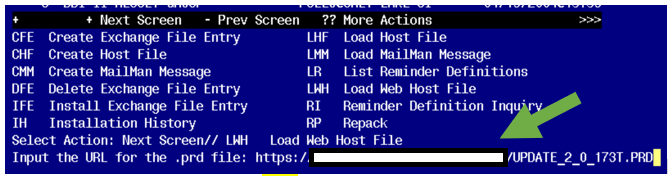 + + Next Screen - Prev Screen ?? More Actions >>>
CFE Create Exchange File Entry LHF Load Host File
CHF Create Host File LMM Load MailMan Message
CMM Create MailMan Message LR List Reminder Definitions
DFE Delete Exchange File Entry LWH Load Web Host File
IFE Install Exchange File Entry RI Reminder Definition Inquiry
IH Installation History RP Repack
Select Action: Next Screen// LWH Load Web Host File
Input the URL for the .prd file: https:/ /UPDATE_2_0_173T.PRD